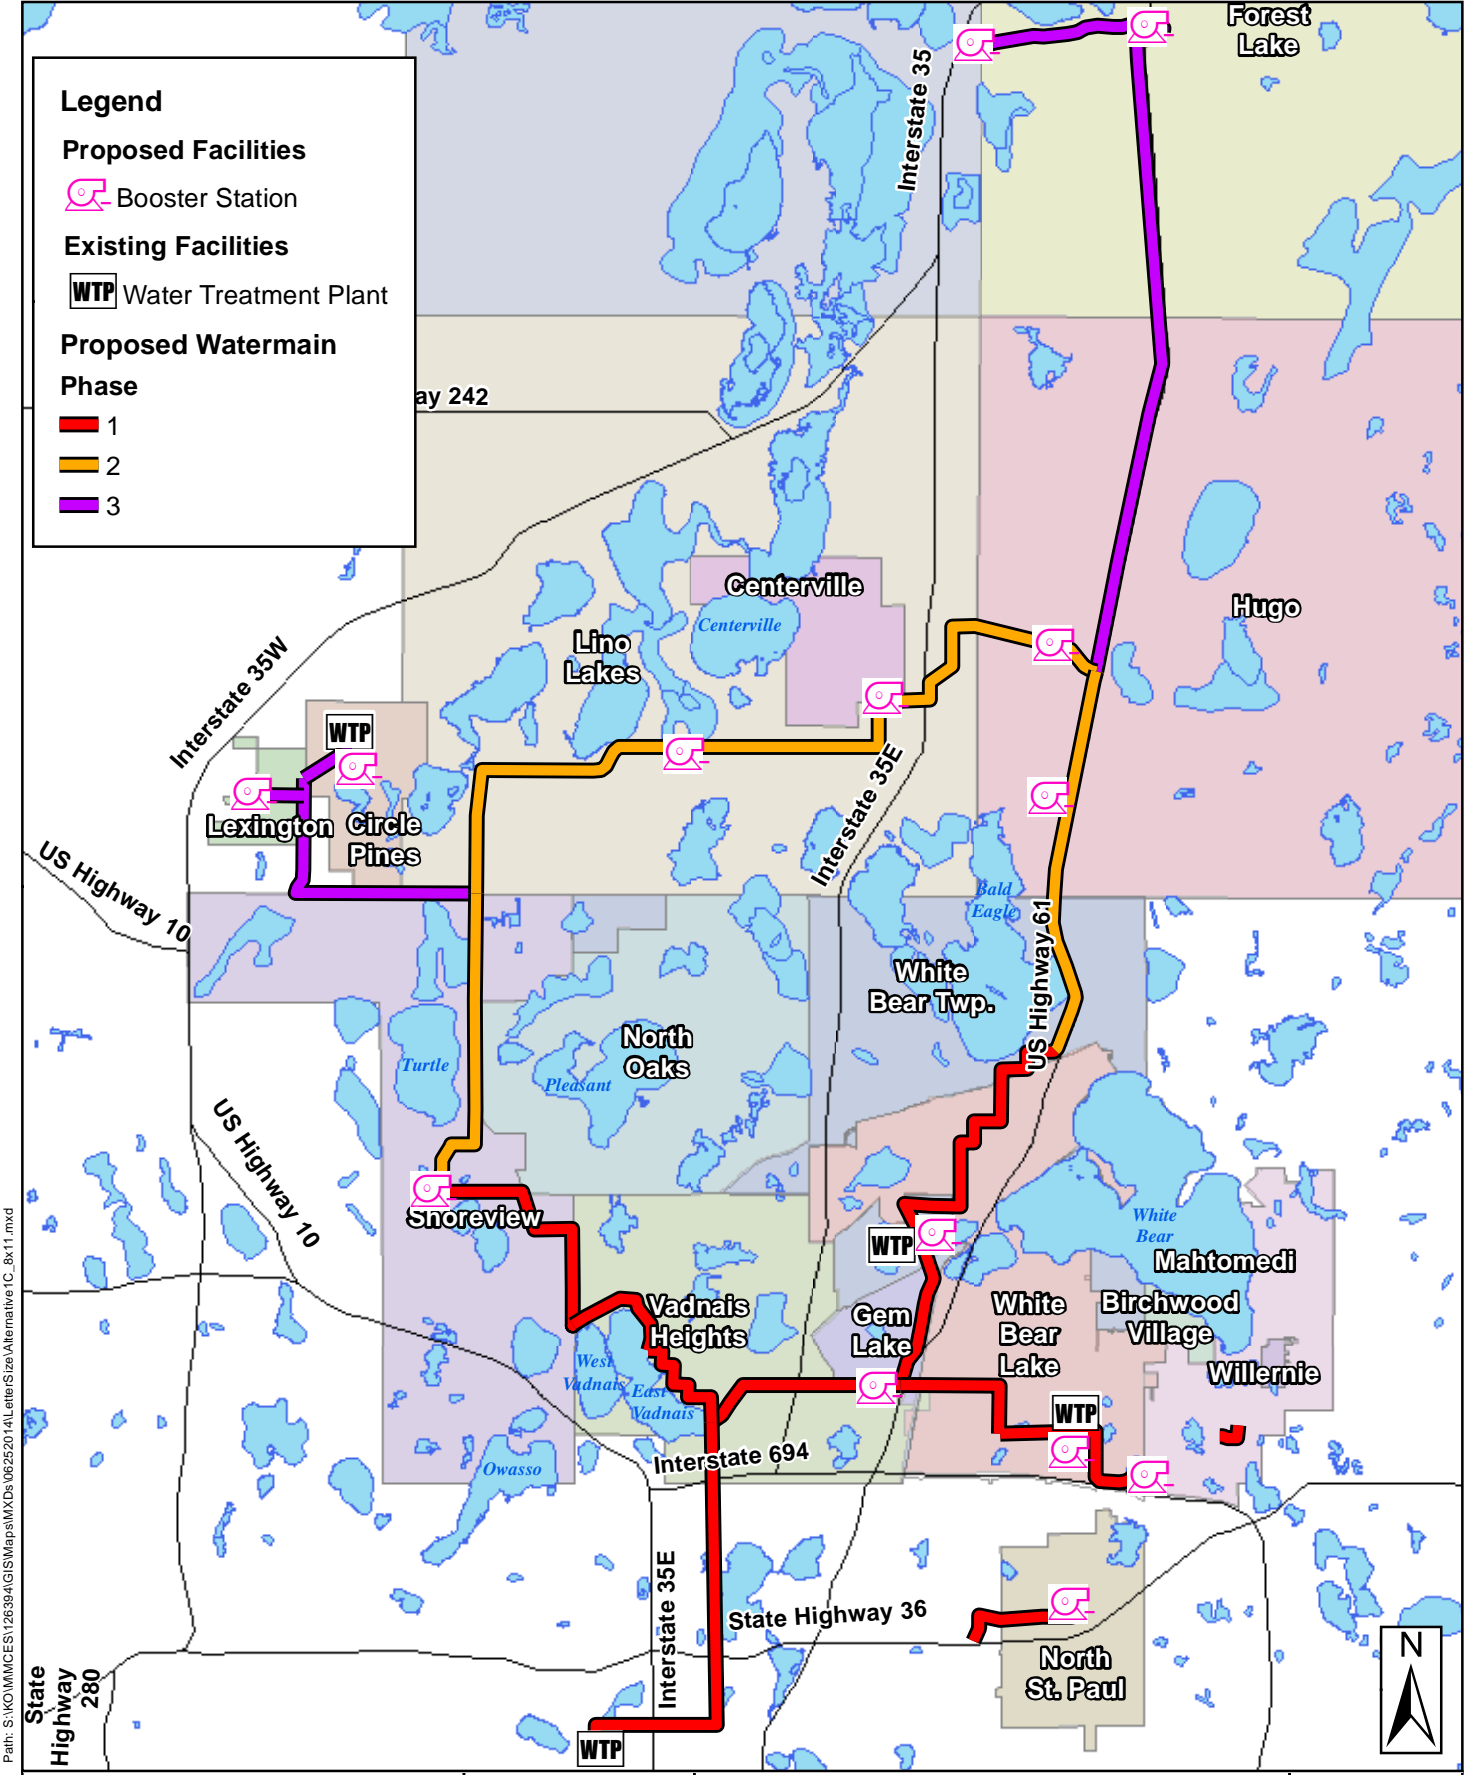 Forest
Lake
Interstate 35
Legend
Proposed Facilities
Booster Station
Existing Facilities
WTP Water Treatment Plant
Proposed Watermain
Phase
1
2
3
ay 242
Centerville
Centerville
Hugo
Lino
Lakes
Interstate 35W
WTP
Lexington
Circle
Pines
Interstate 35E
US Highway 10
Bald
Eagle
White
Bear Twp.
US Highway 61
North
Oaks
Turtle
Pleasant
US Highway 10
Shoreview
WTP
White
Bear
Mahtomedi
Vadnais
Heights
Gem
Lake
White
Bear
Lake
Birchwood
Village
West
Vadnais
East
Vadnais
Willernie
WTP
Interstate 694
Owasso
Interstate 35E
State Highway 36
North
St. Paul
N
State
Highway
280
WTP
Path: S:\KO\M\MCES\126394\GIS\Maps\MXDs\06252014\LetterSize\Alternative1C_8x11.mxd